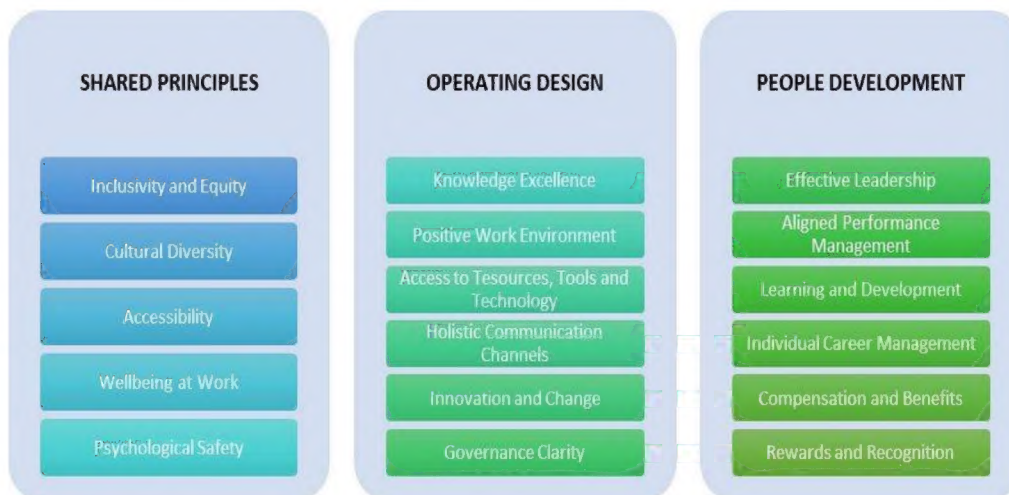 SHARED PRINCIPLES
Inclusivity and Equity
Cultural Diversity
Accessibility
Wellbeing at Work
Psychological Safety
OPERATING DESIGN
Knowledge Excellence
Positive Work Environment
Access to Tesources, Tools and
Technology
Holistic Communication
Channels
Innovation and Change
Governance Clarity
PEOPLE DEVELOPMENT
Effective Leadership
Aligned Performance
Management
Learning and Development
Individual Career Management
Compensation and Benefits
Rewards and Recognition